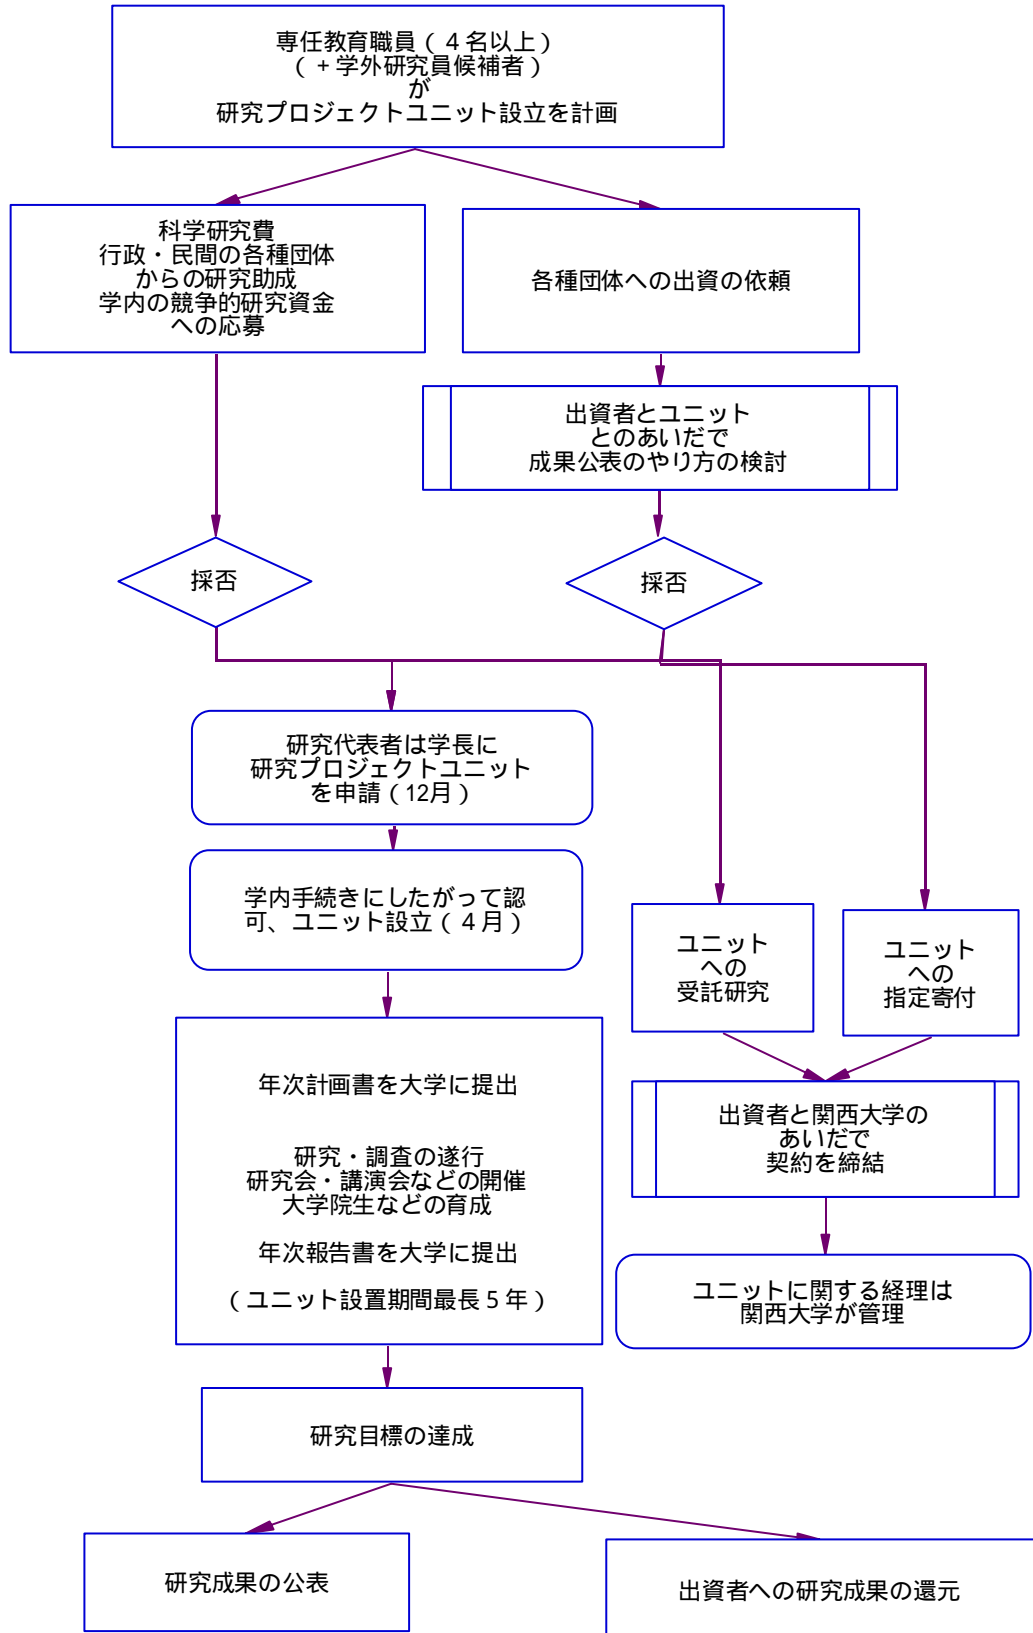 専任教育職員（４名以上）
（＋学外研究員候補者）
が
研究プロジェクトユニット設立を計画
科学研究費
行政・民間の各種団体
からの研究助成
学内の競争的研究資金
への応募
各種団体への出資の依頼
出資者とユニット
とのあいだで
成果公表のやり方の検討
採否
採否
研究代表者は学長に
研究プロジェクトユニット
を申請（12月）
学内手続きにしたがって認
可、ユニット設立（４月）
ユニット
への
受託研究
ユニット
への
指定寄付
年次計画書を大学に提出
研究・調査の遂行
研究会・講演会などの開催
大学院生などの育成
年次報告書を大学に提出
（ユニット設置期間最長５年）
出資者と関西大学の
あいだで
契約を締結
ユニットに関する経理は
関西大学が管理
研究目標の達成
研究成果の公表
出資者への研究成果の還元